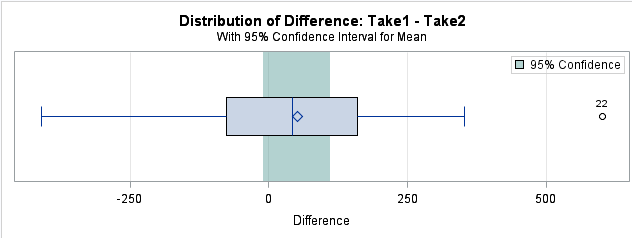 Distribution of Difference: Take1 - Take2
With 95% Confidence Interval for Mean
95% Confidence
22
-250
0
250
500
Difference